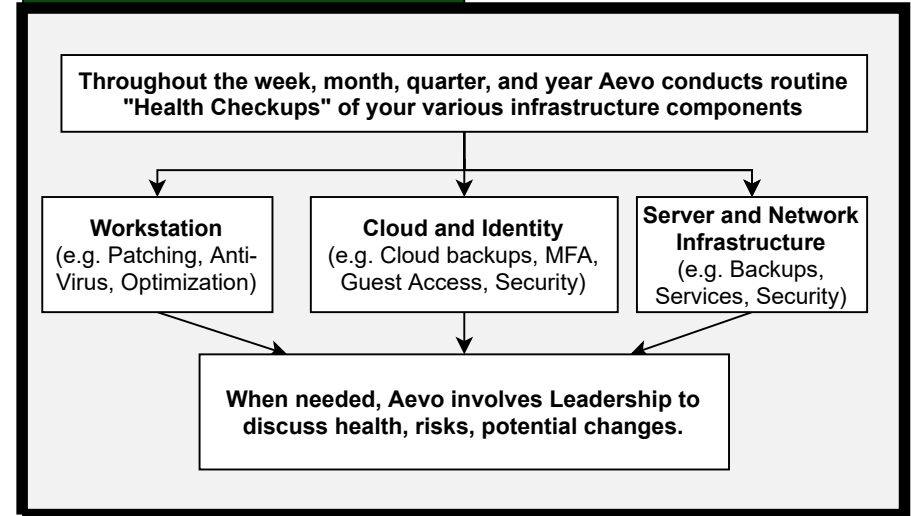 Throughout the week, month, quarter, and year Aevo conducts routine
"Health Checkups" of your various infrastructure components
Workstation
(e.g. Patching, Anti-
Virus, Optimization)
Cloud and Identity
(e.g. Cloud backups, MFA,
Guest Access, Security)
Server and Network
Infrastructure
(e.g. Backups,
Services, Security)
When needed, Aevo involves Leadership to
discuss health, risks, potential changes.